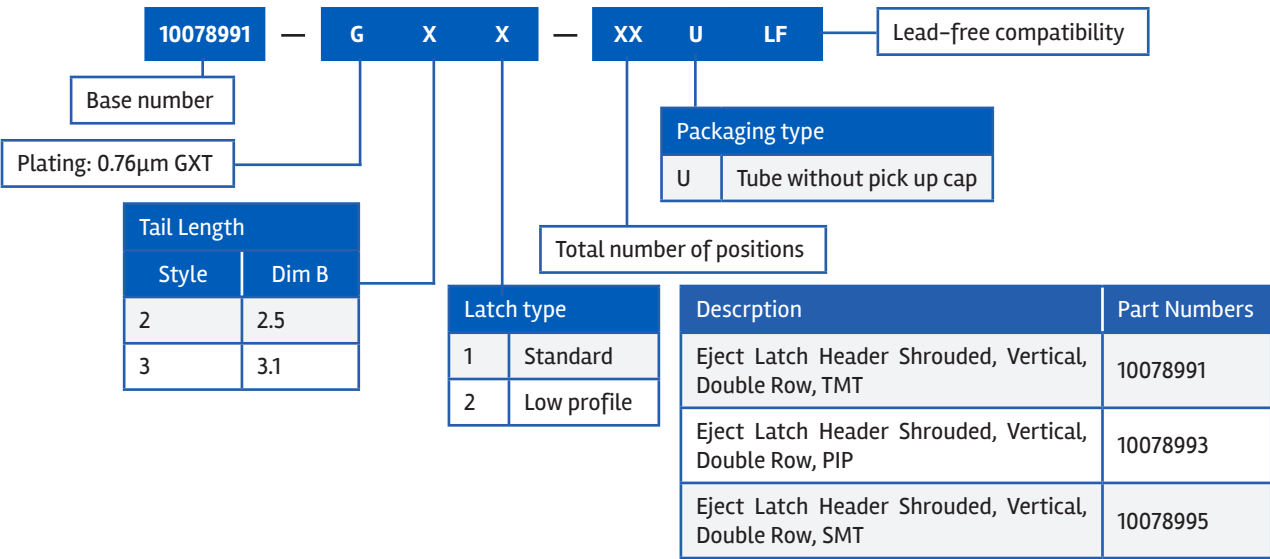 10078991 — G X X — XX U LF
Lead-free compatibility
Base number
Plating: 0.76µm GXT
Packaging type
U Tube without pick up cap
Tail Length
Style Dim B
2 2.5
3 3.1
Total number of positions
Latch type
1 Standard
2 Low profile
Descrption Part Numbers
Eject Latch Header Shrouded, Vertical,
Double Row, TMT
10078991
Eject Latch Header Shrouded, Vertical,
Double Row, PIP
10078993
Eject Latch Header Shrouded, Vertical,
Double Row, SMT
10078995